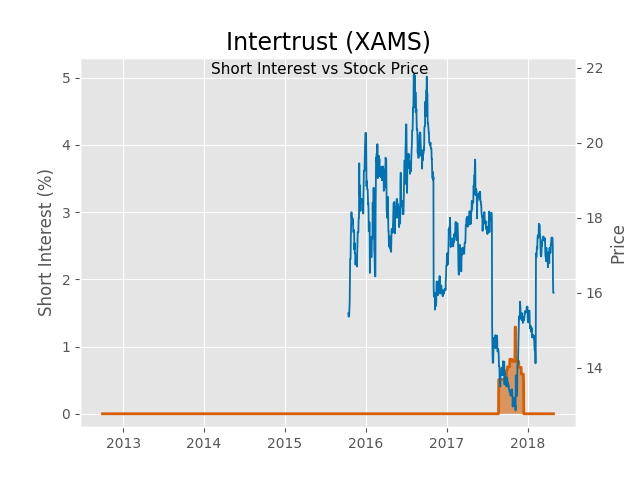 Intertrust (XAMS)
Short Interest vs Stock Price
Short Interest (%)
5
4
3
2
1
0
22
20
18
16
14
Price
2013 2014 2015 2016 2017 2018